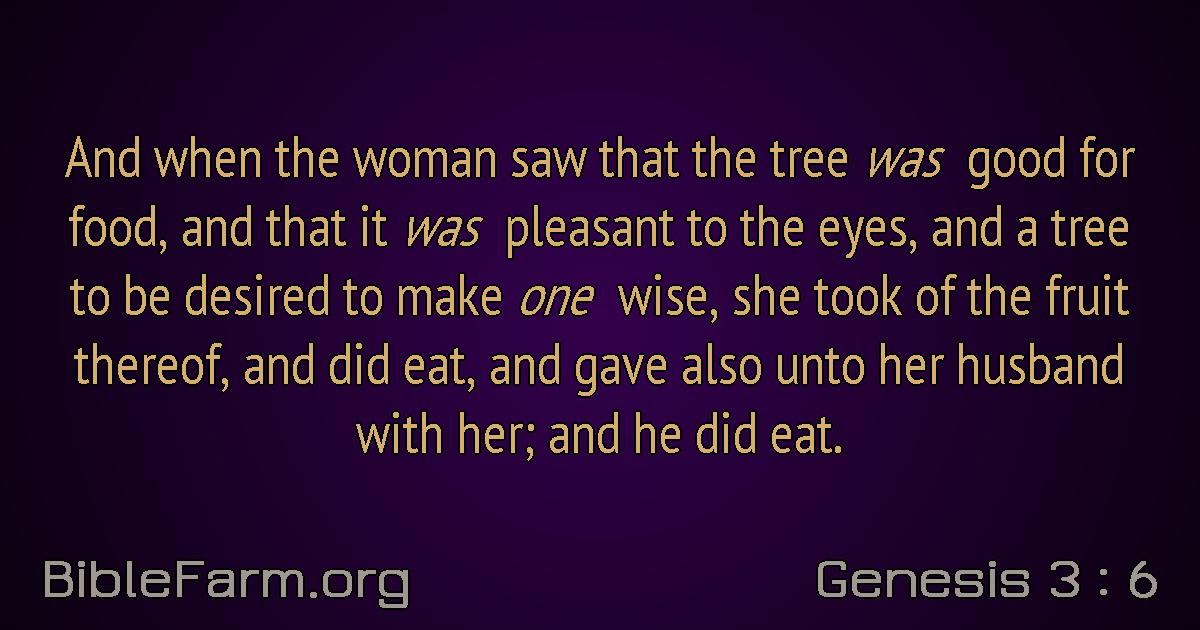 And when the woman saw that the tree was good for
food, and that it was pleasant to the eyes, and a tree
to be desired to make one wise, she took of the fruit
thereof, and did eat, and gave also unto her husband
with her; and he did eat.
BibleFarm.org
Genesis 3 : 6